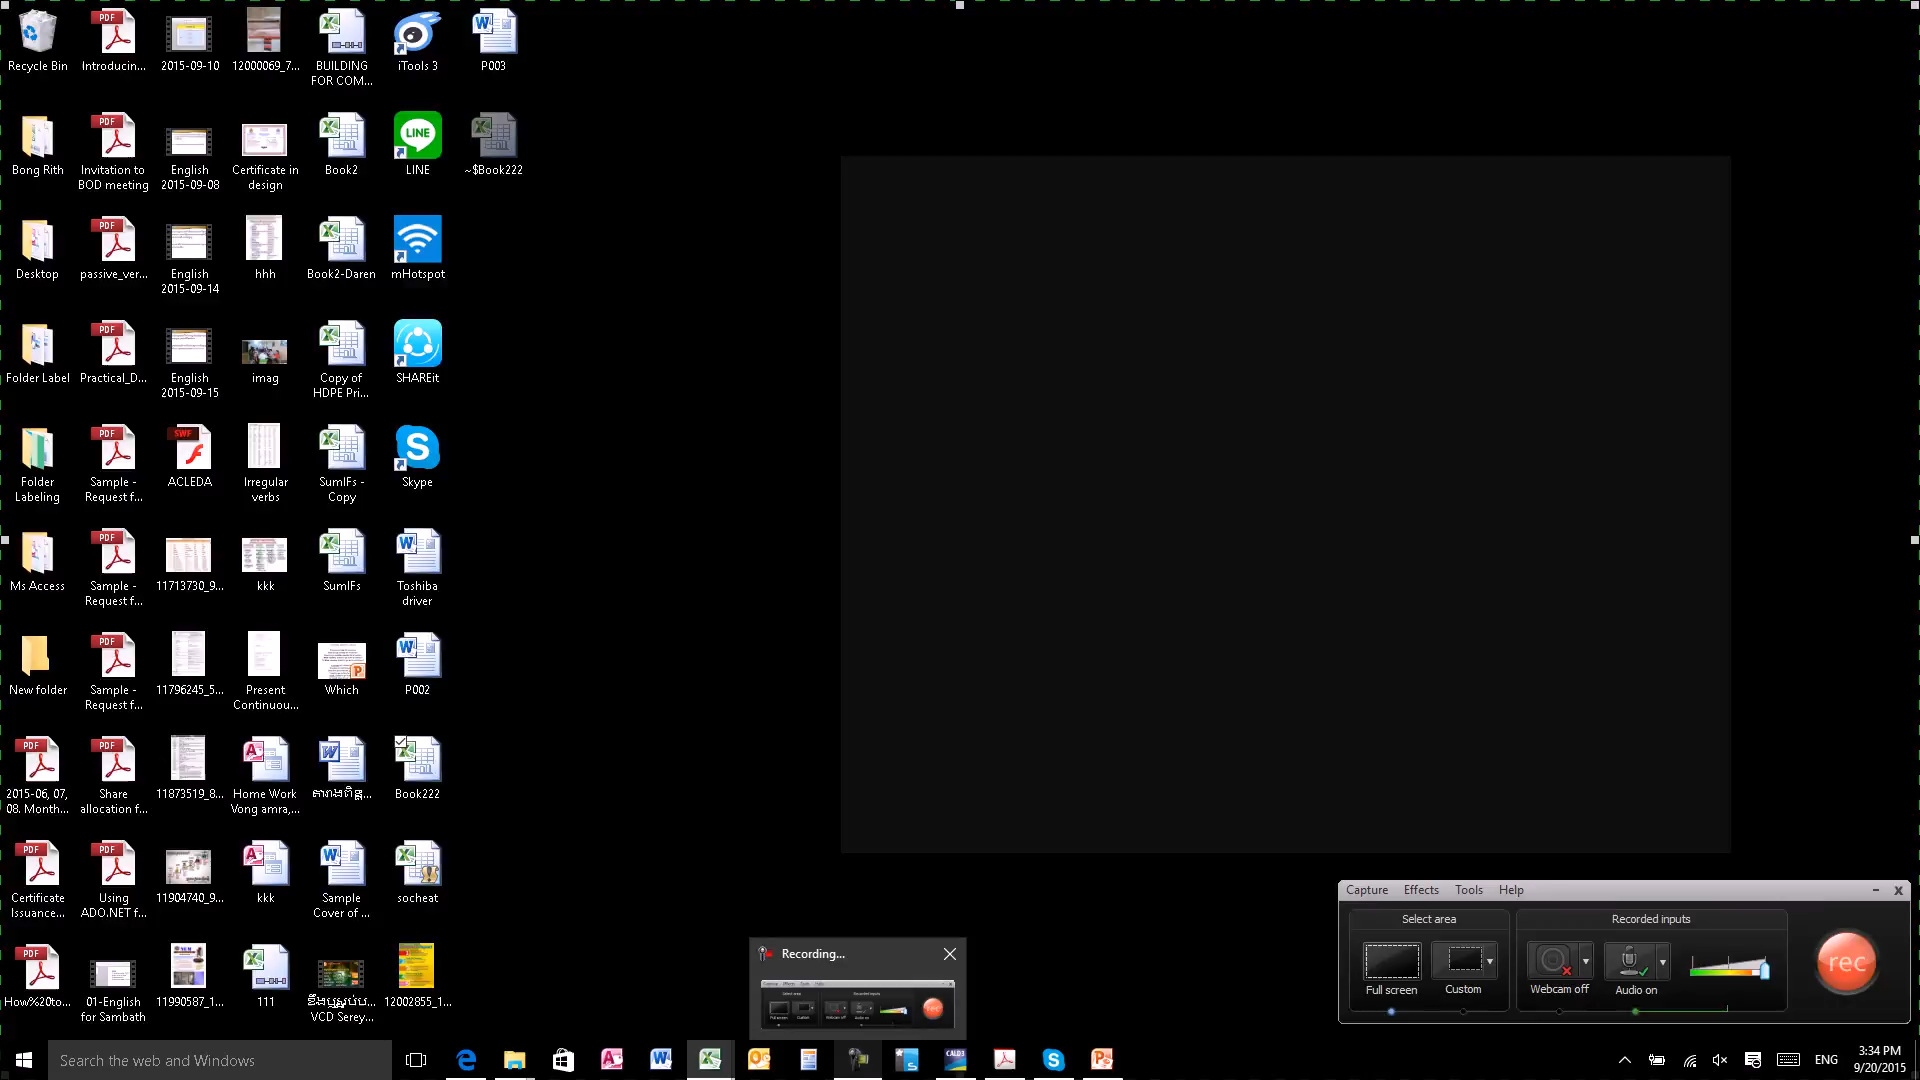 Recycle Bin
Introducin...
2015-09-10
12000069_7...
BUILDING
FOR COM...
iTools 3
P003
Bong Rith
Invitation to
BOD meeting
English
2015-09-08
Certificate in
design
Book2
LINE
LINE
~$Book222
Desktop
passive_ver...
English
2015-09-14
hhh
Book2-Daren
mHotspot
Folder Label
Practical_D...
English
2015-09-15
imag
Copy of
HDPE Pri...
SHAREit
Folder
Labeling
Sample -
Request f...
ACLEDA
Irregular
verbs
SumIFs -
Copy
Skype
Ms Access
Sample -
Request f...
11713730_9...
kkk
SumIFs
Toshiba
driver
New folder
Sample -
Request f...
11796245_5...
Present
Continuou...
Which
P002
2015-06, 07,
08. Month...
Share
allocation f...
11873519_8...
Home Work
Vong amra,...
Book222
Certificate
Issuance...
Using
ADO.NET f...
11904740_9...
kkk
Sample
Cover of ...
socheat
How%20to...
01-English
for Sambath
11990587_1...
111
VCD Serey...
12002855_1...
Recording...
Capture Effects Tools Help
Select area
Recorded inputs
Full screen
Custom
Webcam off
Audio on
rec
Search the web and Windows
CALD3
ENG
3:34 PM
9/20/2015